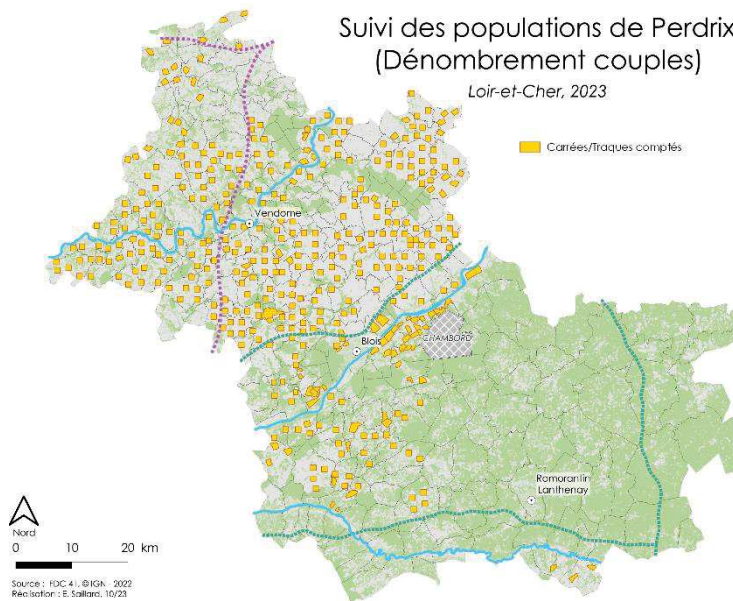 Suivi des populations de Perdrix
(Dénombrement couples)
Loir-et-Cher, 2023
Carrées/Traques comptés
Vendome
Blois
CHAMBORD
Romorantin
Lanthenay
Nord
0 10 20 km
Source : FDC 41, © IGN - 2022
Réalisation : E. Saillard, 10/23